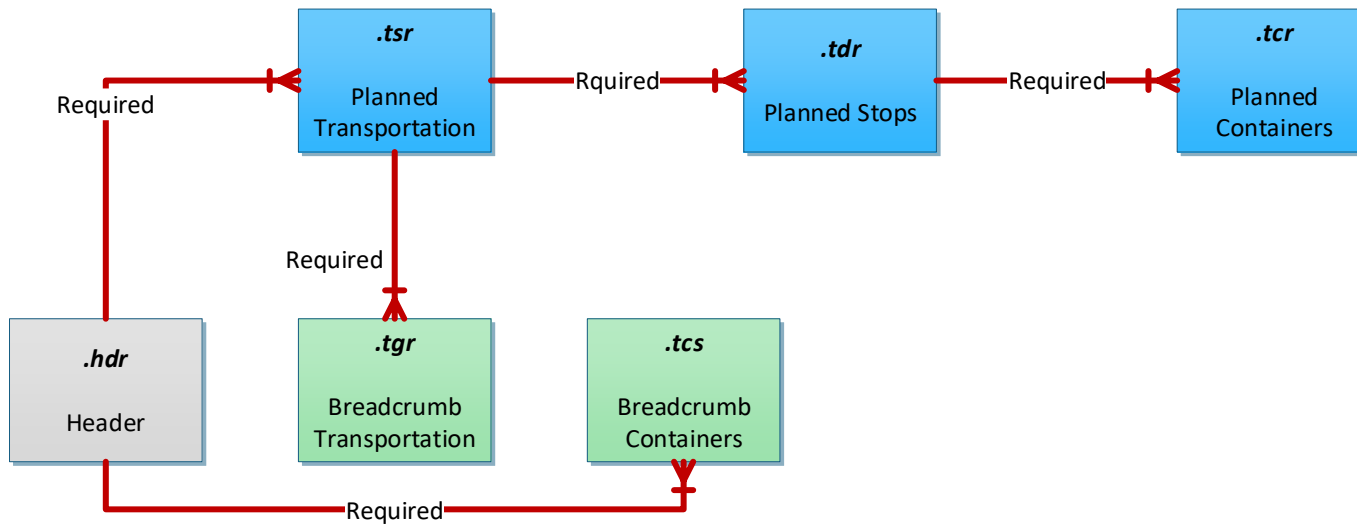 .tsr
Planned
Transportation
Rquired
.tdr
Planned Stops
Required
.tcr
Planned
Containers
Required
Required
.hdr
Header
.tgr
Breadcrumb
Transportation
.tcs
Breadcrumb
Containers
Required